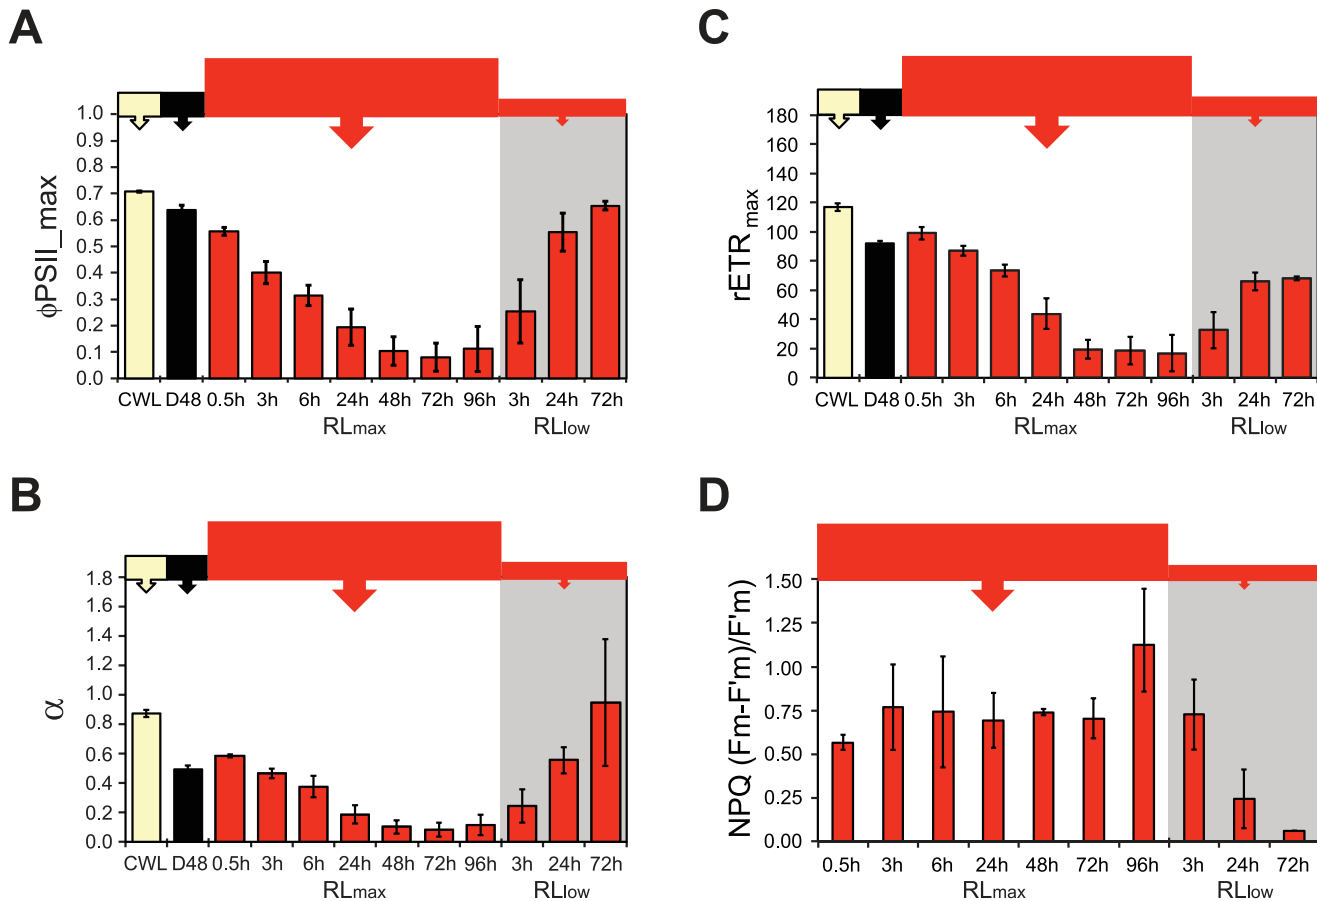 A
1.0
0.9
0.8
0.7
0.6
0.5
0.4
0.3
0.2
0.1
0.0
ϕPSII_max
CWL D48 0.5h 3h 6h 24h 48h 72h 96h 3h 24h 72h
RLmax RLlow
B
1.8
1.6
1.4
1.2
1.0
0.8
0.6
0.4
0.2
0.0
α
CWL D48 0.5h 3h 6h 24h 48h 72h 96h 3h 24h 72h
RLmax RLlow
C
180
160
140
120
100
80
60
40
20
0
rETRmax
CWL D48 0.5h 3h 6h 24h 48h 72h 96h 3h 24h 72h
RLmax RLlow
D
1.50
1.25
1.00
0.75
0.50
0.25
0.00
NPQ (Fm-F'm)/F'm)
0.5h 3h 6h 24h 48h 72h 96h 3h 24h 72h
RLmax RLlow